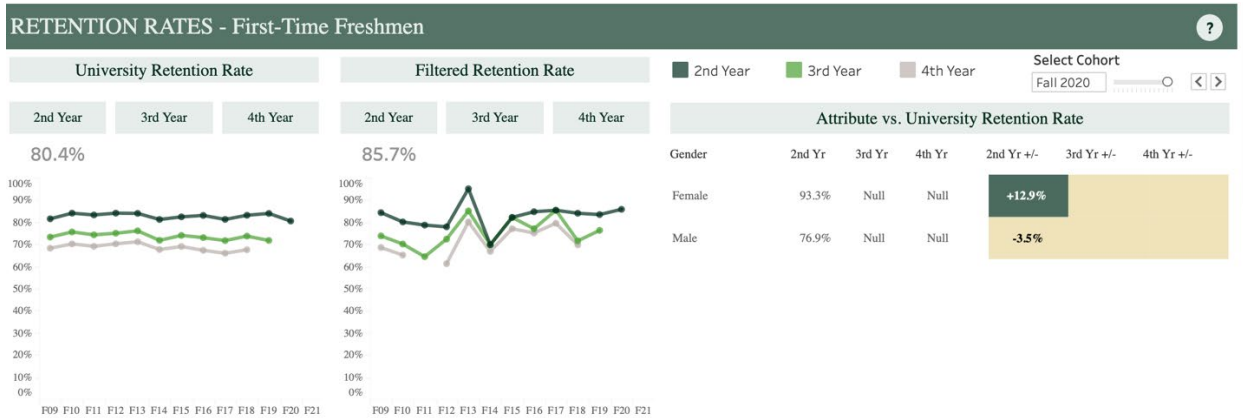 RETENTION RATES - First-Time Freshmen
?
University Retention Rate
Filtered Retention Rate
2nd Year
3rd Year
4th Year
Select Cohort
Fall 2020
< >
2nd Year 3rd Year 4th Year
2nd Year 3rd Year 4th Year
Attribute vs. University Retention Rate
80.4%
85.7%
Gender 2nd Yr 3rd Yr 4th Yr 2nd Yr +/- 3rd Yr +/- 4th Yr +/-
Female 93.3% Null Null +12.9%
Male 76.9% Null Null -3.5%
100%
90%
80%
70%
60%
50%
40%
30%
20%
10%
0%
F09 F10 F11 F12 F13 F14 F15 F16 F17 F18 F19 F20 F21
100%
90%
80%
70%
60%
50%
40%
30%
20%
10%
0%
F09 F10 F11 F12 F13 F14 F15 F16 F17 F18 F19 F20 F21